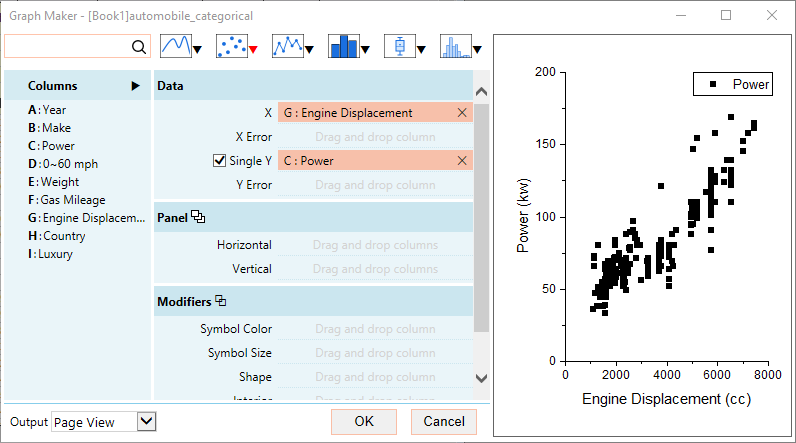 Graph Maker - [Book1]automobile_categorical
Columns
A: Year
B: Make
C: Power
D: 0~60 mph
E: Weight
F: Gas Mileage
G: Engine Displacem...
H: Country
I: Luxury
Data
X G : Engine Displacement
X Error Drag and drop column
Single Y C : Power
Y Error Drag and drop column
Panel
Horizontal Drag and drop columns
Vertical Drag and drop columns
Modifiers
Symbol Color Drag and drop column
Symbol Size Drag and drop column
Shape Drag and drop column
Output Page View
OK
Cancel
Power
200
150
100
50
0
Power (kw)
0 2000 4000 6000 8000
Engine Displacement (cc)